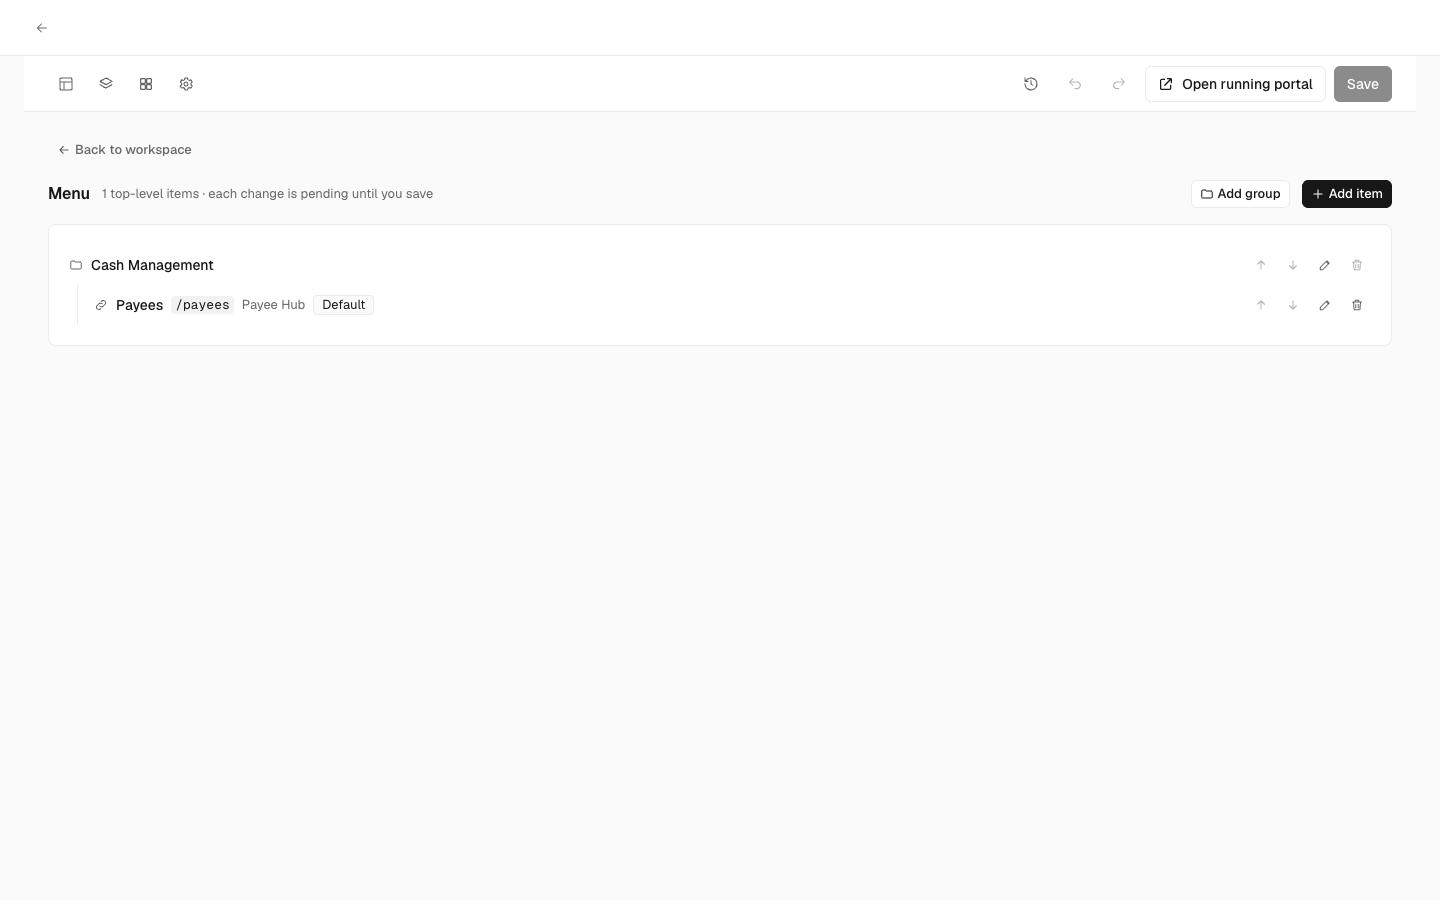 Open running portal
Save
Back to workspace
Menu 1 top-level items · each change is pending until you save
Add group
Add item
Cash Management
Payees /payees Payee Hub Default